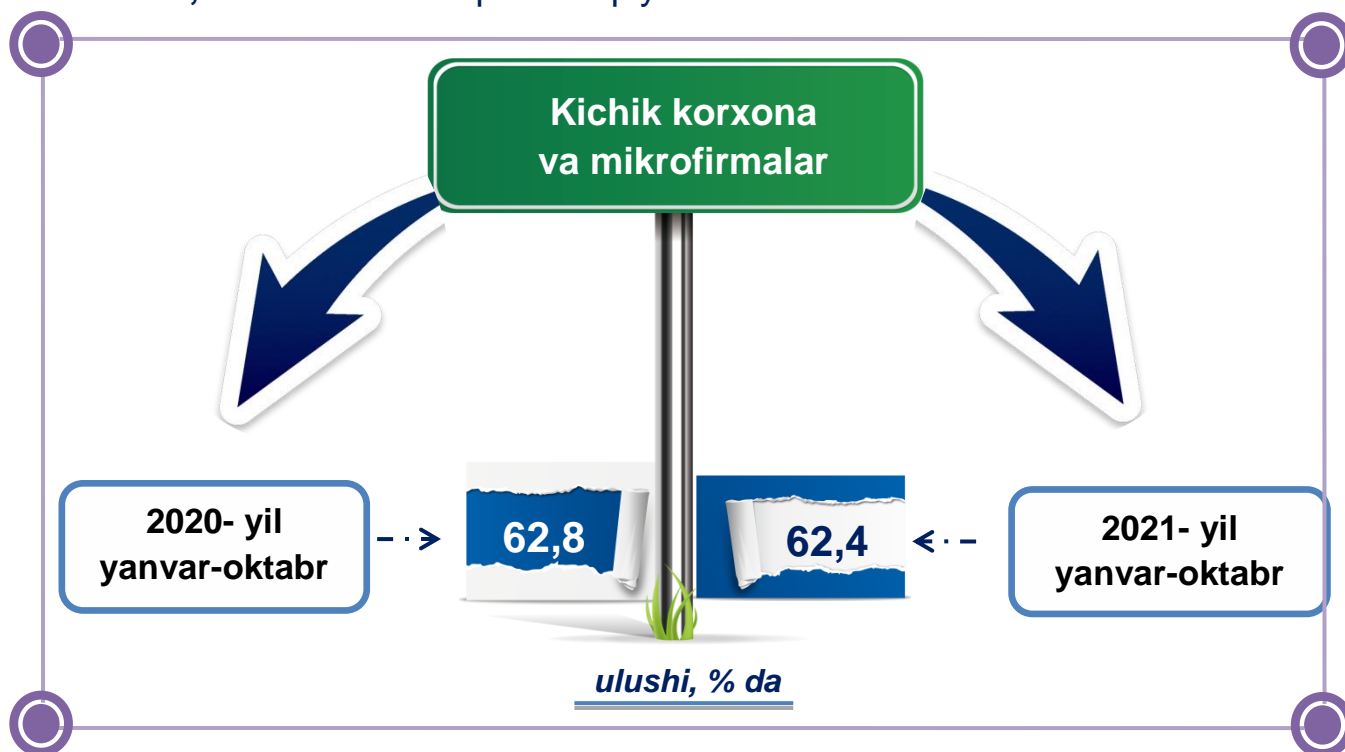 Kichik korxona
va mikrofirmalar
2020- yil
yanvar-oktabr
62,8
62,4
2021- yil
yanvar-oktabr
ulushi, % da